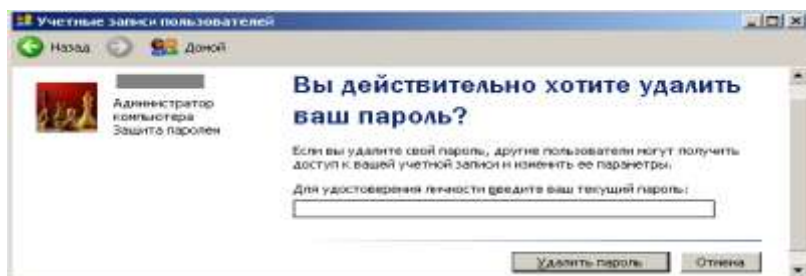 Учетные записи пользователей
Назад
Домой
Администратор
компьютера
Защита паролем
Вы действительно хотите удалить
ваш пароль?
Если вы удалите свой пароль, другие пользователи могут получить
доступ к вашей учетной записи и изменить ее параметры.
Для удостоверения личности введите ваш текущий пароль:
Удалить пароль
Отмена